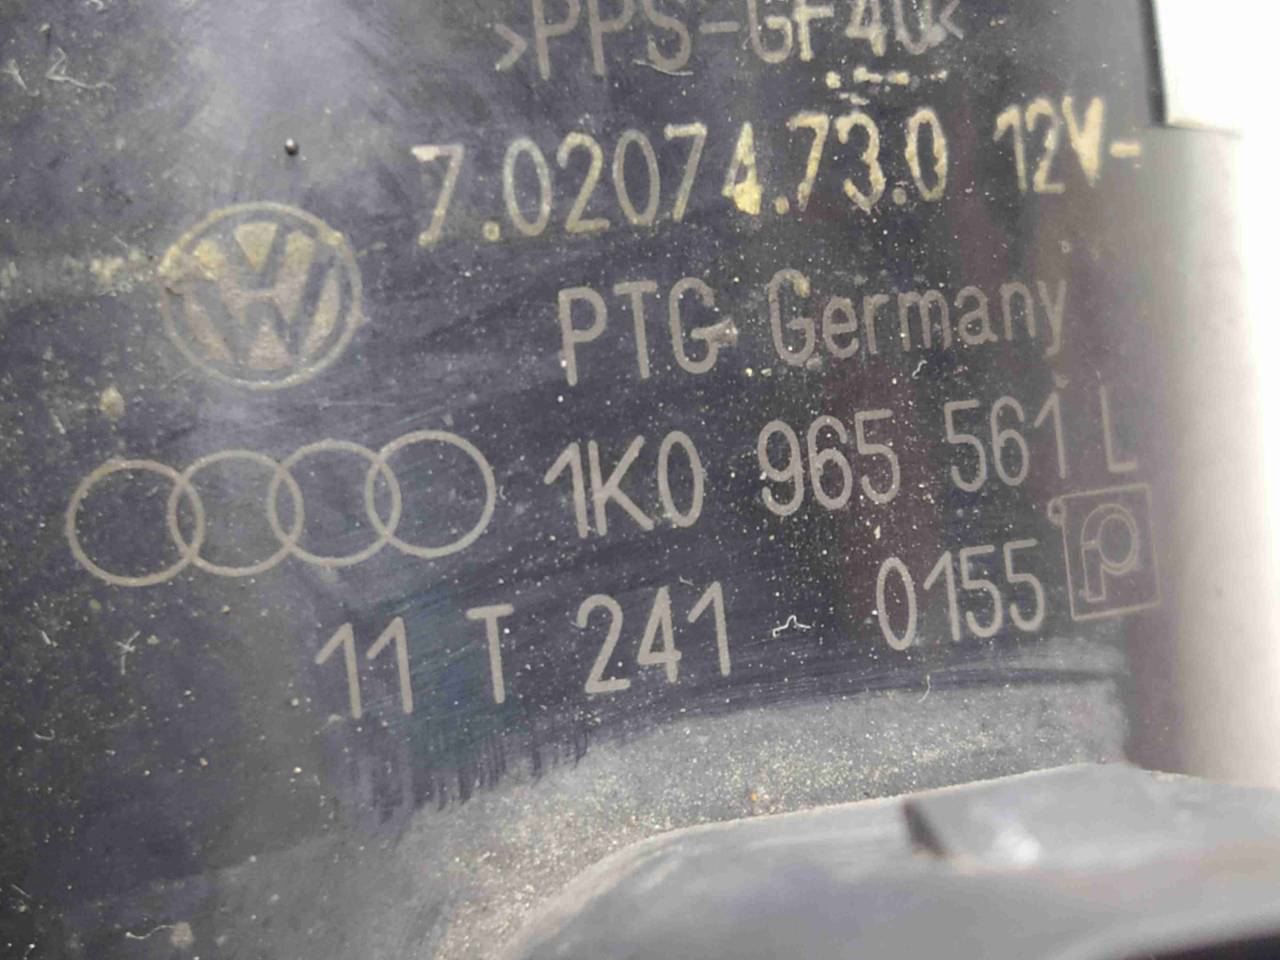 >PPS-GF40<
7.02074.73.0 12V-
PTG Germany
1K0 965 561 L
11 T 241 0155